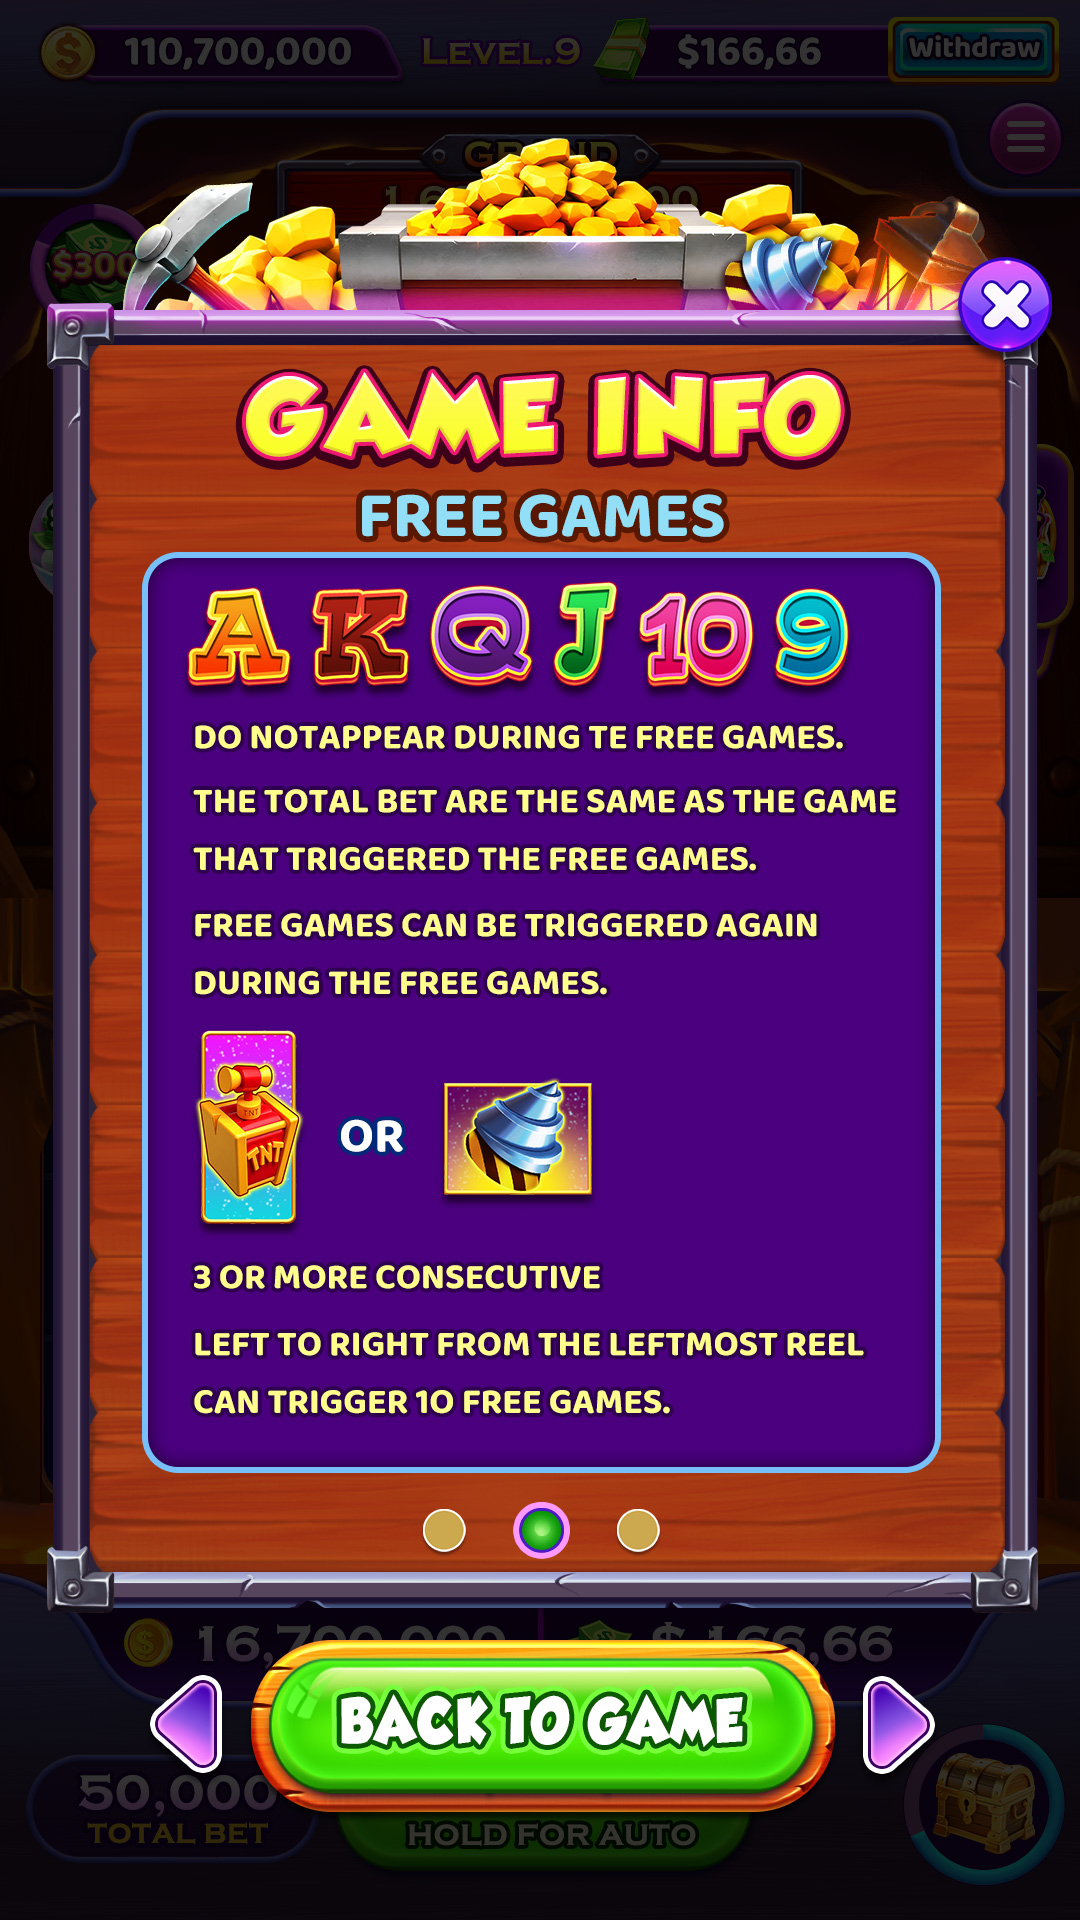 110,700,000 LEVEL.9 $166,66 Withdraw
GRAND
$300
GAME INFO
FREE GAMES
A K Q J 10 9
DO NOTAPPEAR DURING TE FREE GAMES.
THE TOTAL BET ARE THE SAME AS THE GAME
THAT TRIGGERED THE FREE GAMES.
FREE GAMES CAN BE TRIGGERED AGAIN
DURING THE FREE GAMES.
TNT
TNT
OR
3 OR MORE CONSECUTIVE
LEFT TO RIGHT FROM THE LEFTMOST REEL
CAN TRIGGER 10 FREE GAMES.
16,700,000 $ 166,66
BACK TO GAME
50,000
TOTAL BET
HOLD FOR AUTO